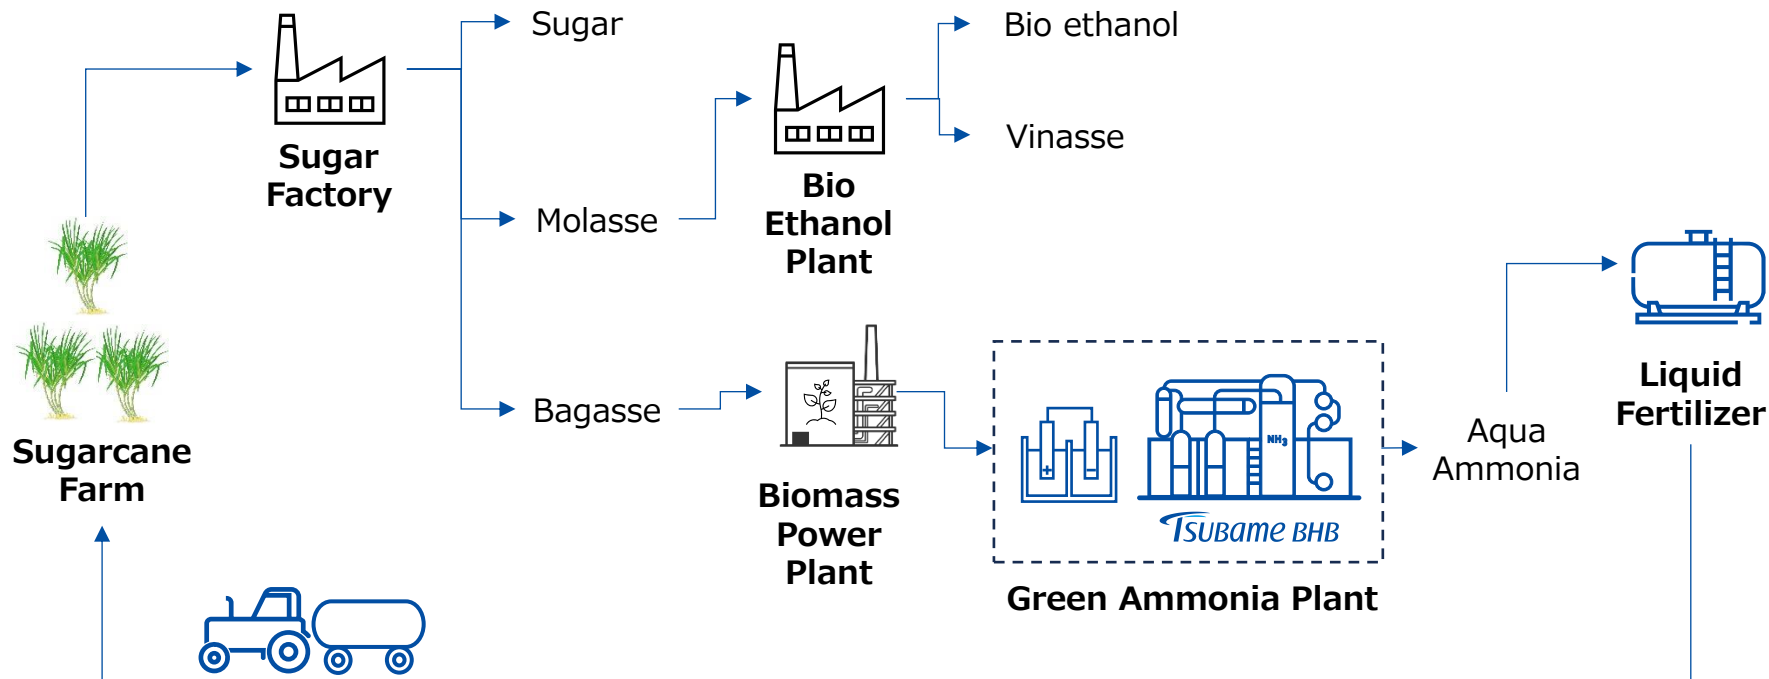 Sugar
Bio ethanol
Sugar
Factory
Vinasse
Bio
Ethanol
Plant
Molasse
Liquid
Fertilizer
Bagasse
NH3
+
−
Aqua
Ammonia
Sugarcane
Farm
Biomass
Power
Plant
TSUBAME BHB
Green Ammonia Plant